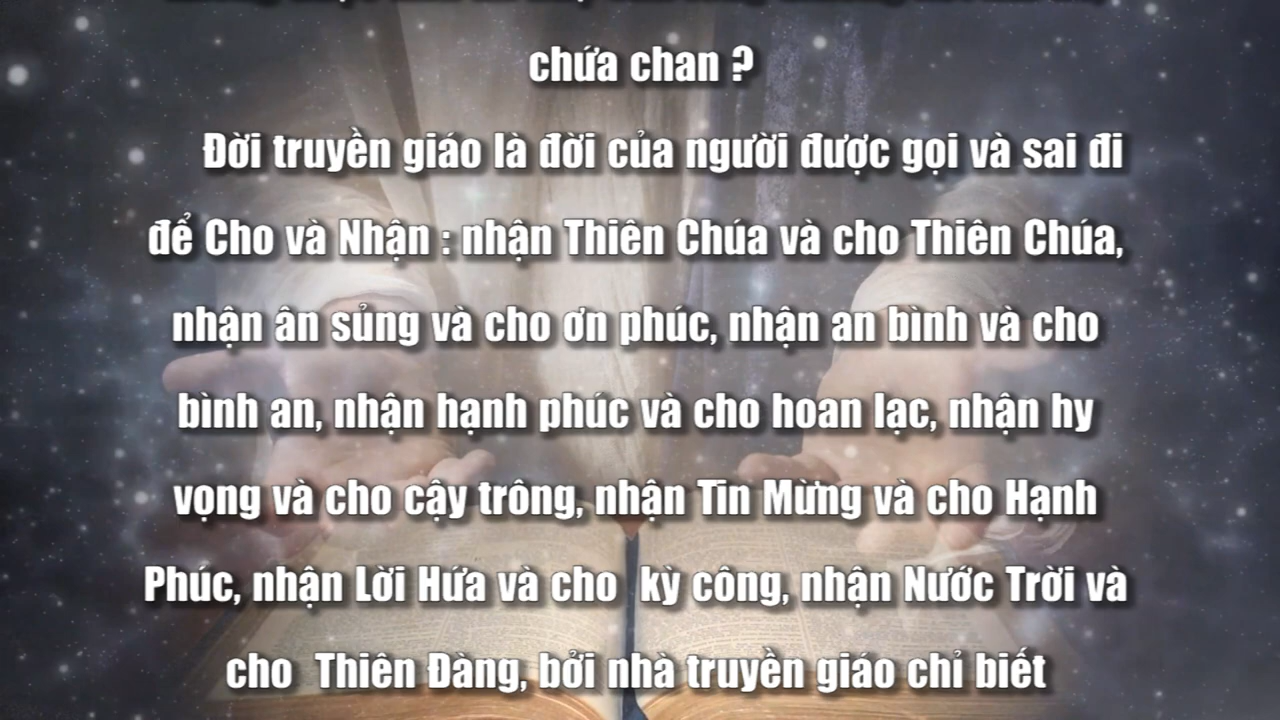 chứa chan ?
Đời truyền giáo là đời của người được gọi và sai đi
để Cho và Nhận : nhận Thiên Chúa và cho Thiên Chúa,
nhận ân sủng và cho ơn phúc, nhận an bình và cho
bình an, nhận hạnh phúc và cho hoan lạc, nhận hy
vọng và cho cậy trông, nhận Tin Mừng và cho Hạnh
Phúc, nhận Lời Hứa và cho  kỳ công, nhận Nước Trời và
cho  Thiên Đàng, bởi nhà truyền giáo chỉ biết